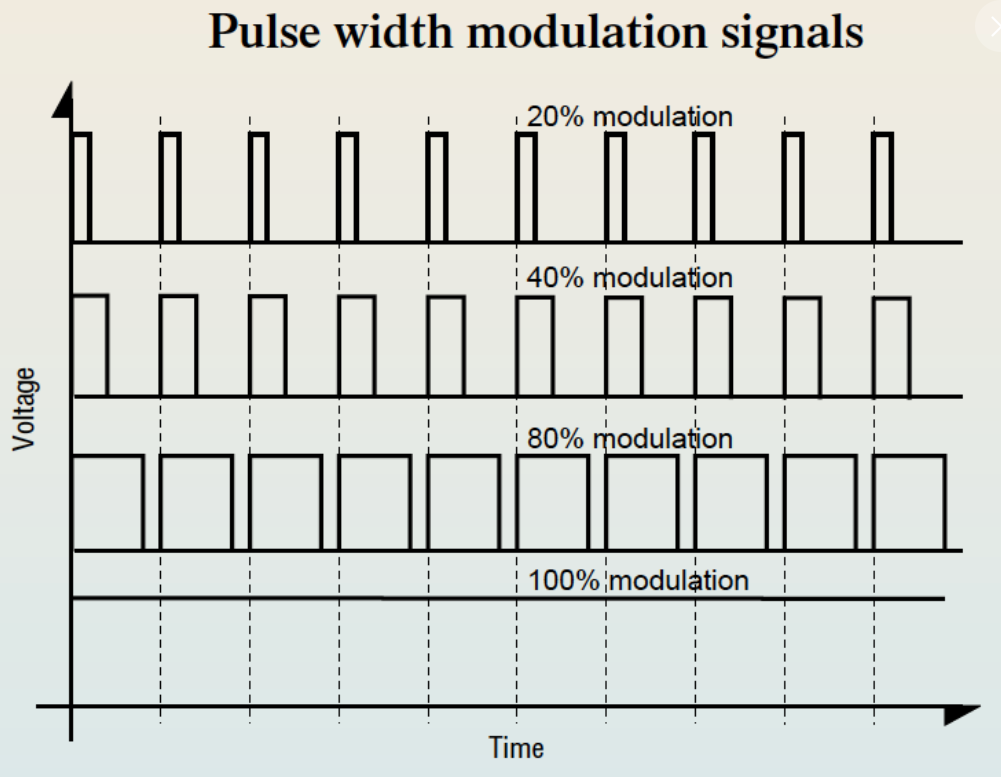 Pulse width modulation signals
20% modulation
40% modulation
Voltage
80% modulation
100% modulation
Time